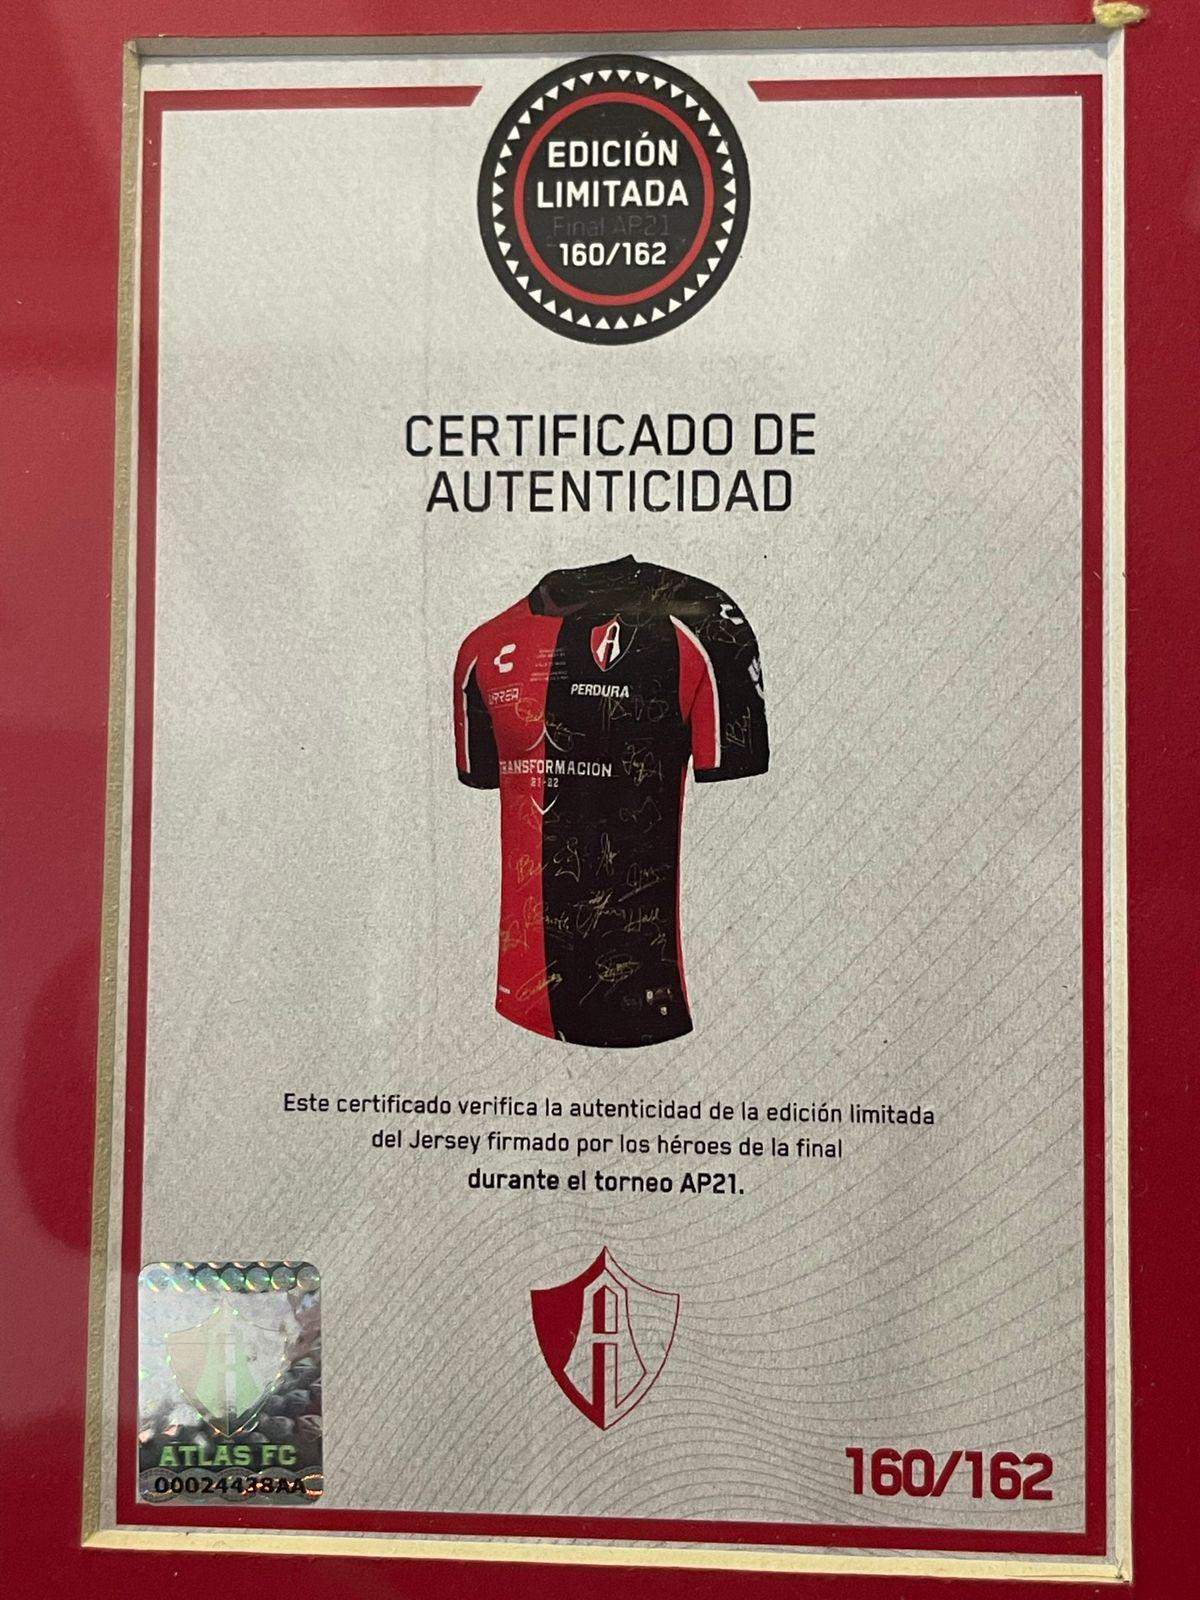 EDICIÓN
LIMITADA
Final AP21
160/162
CERTIFICADO DE
AUTENTICIDAD
URREA
PERDURA
TRANSFORMACIÓN
21-22
Este certificado verifica la autenticidad de la edición limitada
del Jersey firmado por los héroes de la final
durante el torneo AP21.
ATLAS FC
00024438AA
160/162